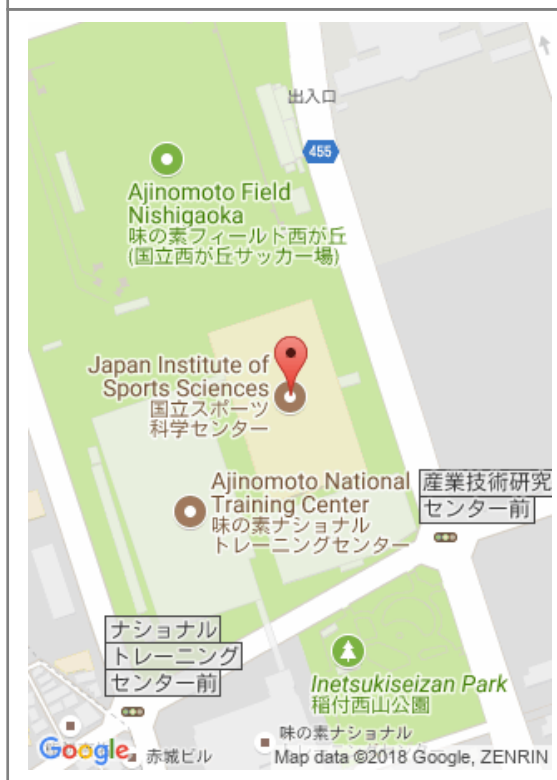 出入口
455
Ajinomoto Field
Nishigaoka
味の素フィールド西が丘
(国立西が丘サッカー場)
Japan Institute of
Sports Sciences
国立スポーツ
科学センター
Ajinomoto National
Training Center
味の素ナショナル
トレーニングセンター
産業技術研究
センター前
ナショナル
トレーニング
センター前
Inetsukiseizan Park
稲付西山公園
味の素ナショナル
Google
赤城ビル
Map data ©2018 Google, ZENRIN